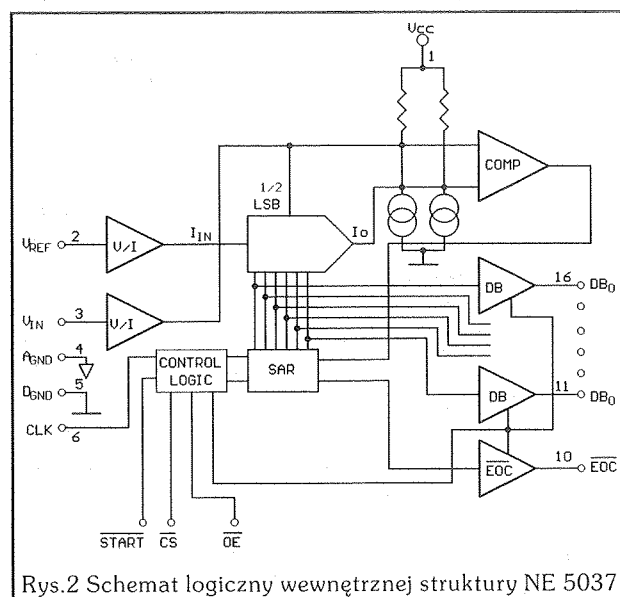 VCC
1
COMP
1/2
LSB
VREF 2 V/I IIN Io
VIN 3 V/I
DB 16 DB0
AGND 4
DGND 5
CLK 6
CONTROL
LOGIC
SAR
DB 11 DB0
EOC 10 EOC
START CS OE
Rys.2 Schemat logiczny wewnętrznej struktury NE 5037